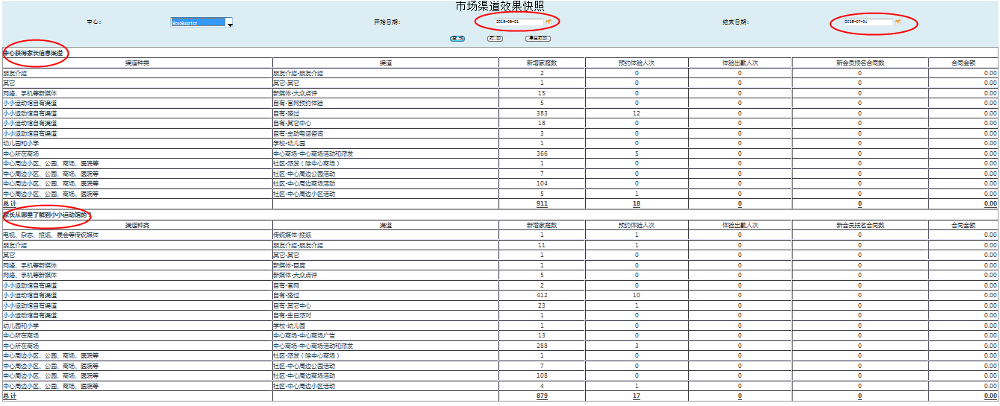 市场渠道效果快照
中心： HeadQuarter 开始日期： 2015-06-01 结束日期： 2015-07-04
查 询 打 印
中心获得家长信息渠道
渠道种类 渠道 新增家庭数 预约体验人次 体验出勤人次 新会员报名合同数 合同金额
朋友介绍 朋友介绍-朋友介绍 2 0 0 0 0.00
其它 其它-其它 1 0 0 0 0.00
网络、手机等新媒体 新媒体-大众点评 15 0 0 0 0.00
小小运动馆自有渠道 自有-官网预约体验 5 0 0 0 0.00
小小运动馆自有渠道 自有-路过 383 12 0 0 0.00
小小运动馆自有渠道 自有-其它中心 18 0 0 0 0.00
小小运动馆自有渠道 自有-主动电话咨询 3 0 0 0 0.00
幼儿园和小学 学校-幼儿园 1 0 0 0 0.00
中心所在商场 中心商场-中心商场活动和派发 366 5 0 0 0.00
中心周边小区、公园、商场、医院等 社区-派发（除中心商场） 1 0 0 0 0.00
中心周边小区、公园、商场、医院等 社区-中心周边公园活动 7 0 0 0 0.00
中心周边小区、公园、商场、医院等 社区-中心周边商场活动 104 0 0 0 0.00
中心周边小区、公园、商场、医院等 社区-中心周边小区活动 5 1 0 0 0.00
总 计 911 18 0 0 0.00
家长从哪里了解到小小运动馆的？
渠道种类 渠道 新增家庭数 预约体验人次 体验出勤人次 新会员报名合同数 合同金额
电视、杂志、报纸、展会等传统媒体 传统媒体-报纸 1 1 0 0 0.00
朋友介绍 朋友介绍-朋友介绍 11 1 0 0 0.00
其它 其它-其它 1 0 0 0 0.00
网络、手机等新媒体 新媒体-百度 1 0 0 0 0.00
网络、手机等新媒体 新媒体-大众点评 5 0 0 0 0.00
小小运动馆自有渠道 自有-官网 2 0 0 0 0.00
小小运动馆自有渠道 自有-路过 412 10 0 0 0.00
小小运动馆自有渠道 自有-其它中心 23 1 0 0 0.00
小小运动馆自有渠道 自有-生日派对 1 0 0 0 0.00
幼儿园和小学 学校-幼儿园 1 0 0 0 0.00
中心所在商场 中心商场-中心商场广告 13 0 0 0 0.00
中心所在商场 中心商场-中心商场活动和派发 288 3 0 0 0.00
中心周边小区、公园、商场、医院等 社区-派发（除中心商场） 1 0 0 0 0.00
中心周边小区、公园、商场、医院等 社区-中心周边公园活动 7 0 0 0 0.00
中心周边小区、公园、商场、医院等 社区-中心周边商场活动 108 0 0 0 0.00
中心周边小区、公园、商场、医院等 社区-中心周边小区活动 4 1 0 0 0.00
总 计 879 17 0 0 0.00